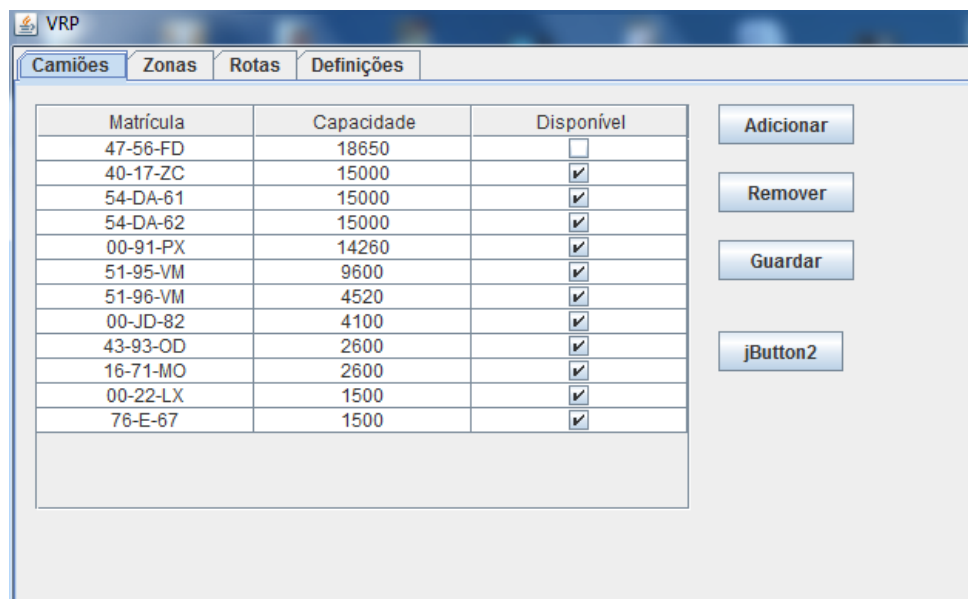 VRP
Camiões Zonas Rotas Definições
Matrícula Capacidade Disponível
47-56-FD 18650
40-17-ZC 15000
54-DA-61 15000
54-DA-62 15000
00-91-PX 14260
51-95-VM 9600
51-96-VM 4520
00-JD-82 4100
43-93-OD 2600
16-71-MO 2600
00-22-LX 1500
76-E-67 1500
Adicionar
Remover
Guardar
jButton2